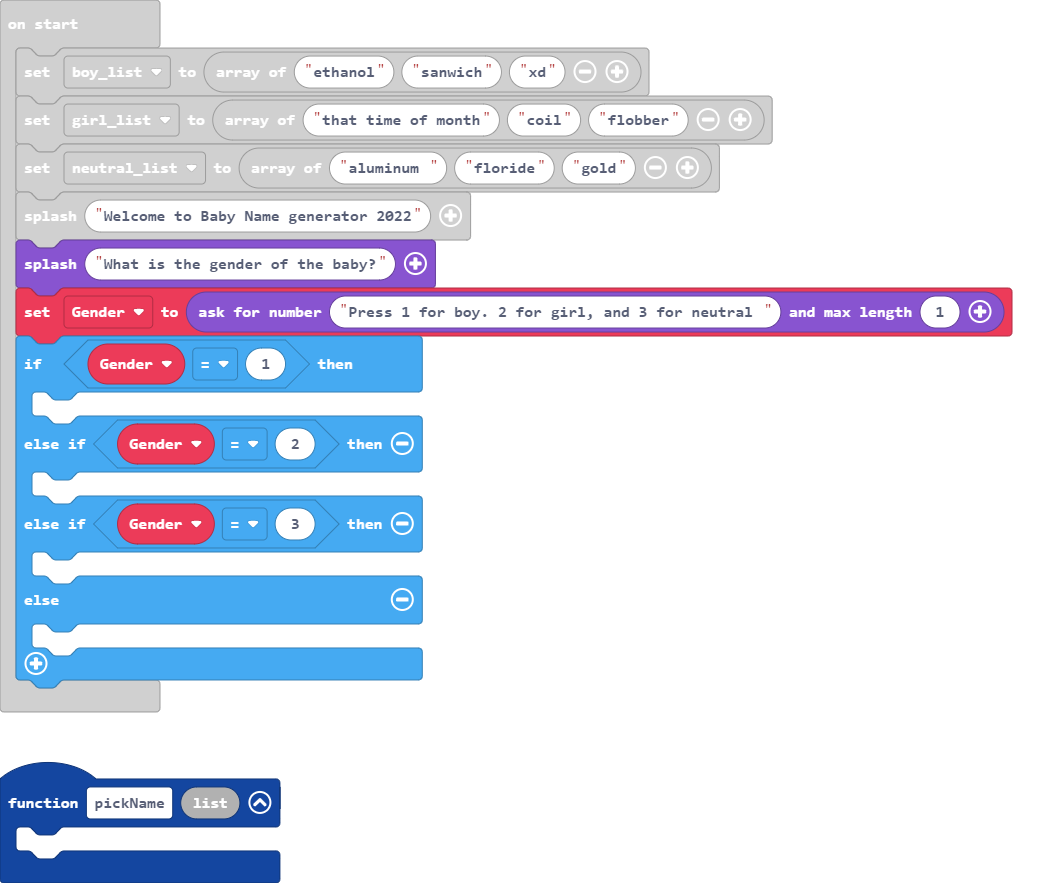 on start
set boy_list to array of "ethanol" "sanwich" "xd"
set girl_list to array of "that time of month" "coil" "flobber"
set neutral_list to array of "aluminum " "floride" "gold"
splash "Welcome to Baby Name generator 2022"
splash "What is the gender of the baby?"
set Gender to ask for number "Press 1 for boy. 2 for girl, and 3 for neutral " and max length 1
if Gender = 1 then
else if Gender = 2 then
else if Gender = 3 then
else
function pickName list